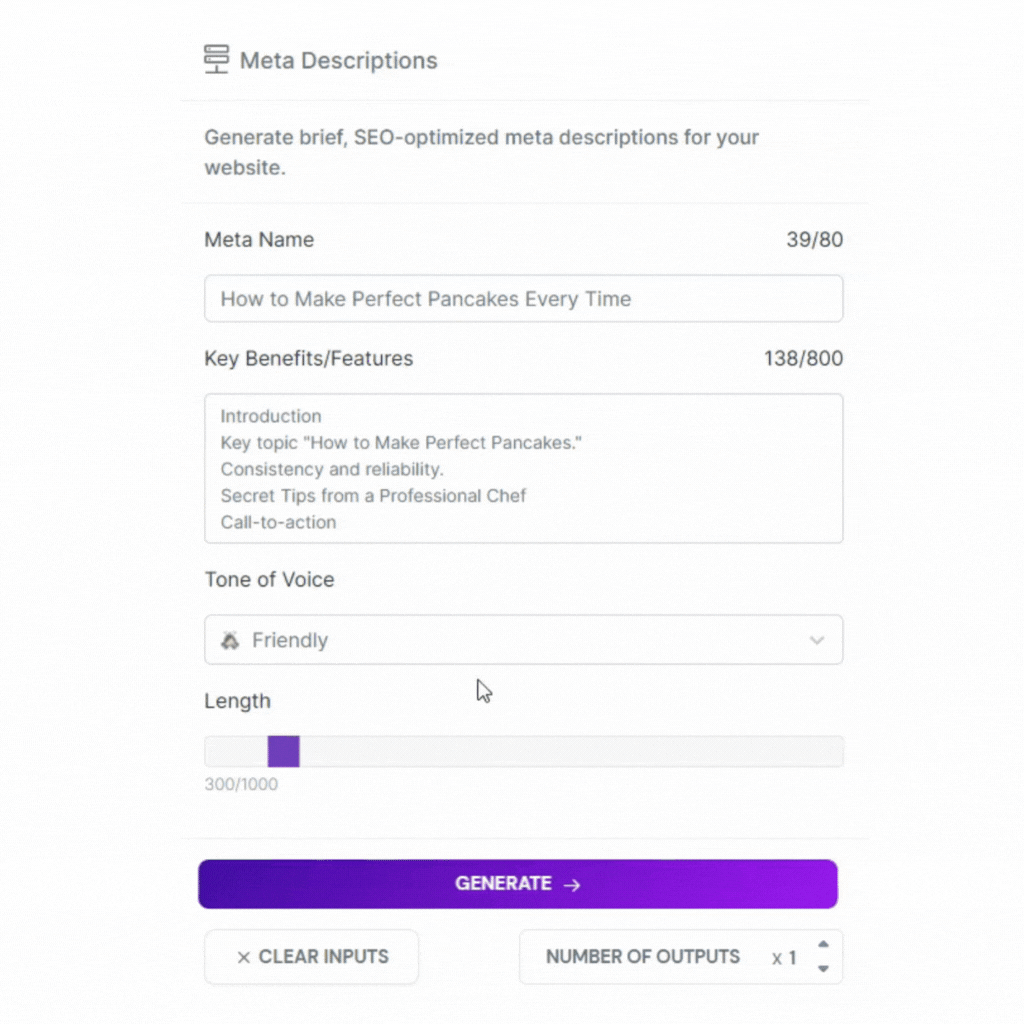 Meta Descriptions
Generate brief, SEO-optimized meta descriptions for your
website.
Meta Name 39/80
How to Make Perfect Pancakes Every Time
Key Benefits/Features 138/800
Introduction
Key topic "How to Make Perfect Pancakes."
Consistency and reliability.
Secret Tips from a Professional Chef
Call-to-action
Tone of Voice
Friendly
Length
300/1000
GENERATE →
× CLEAR INPUTS
NUMBER OF OUTPUTS x 1